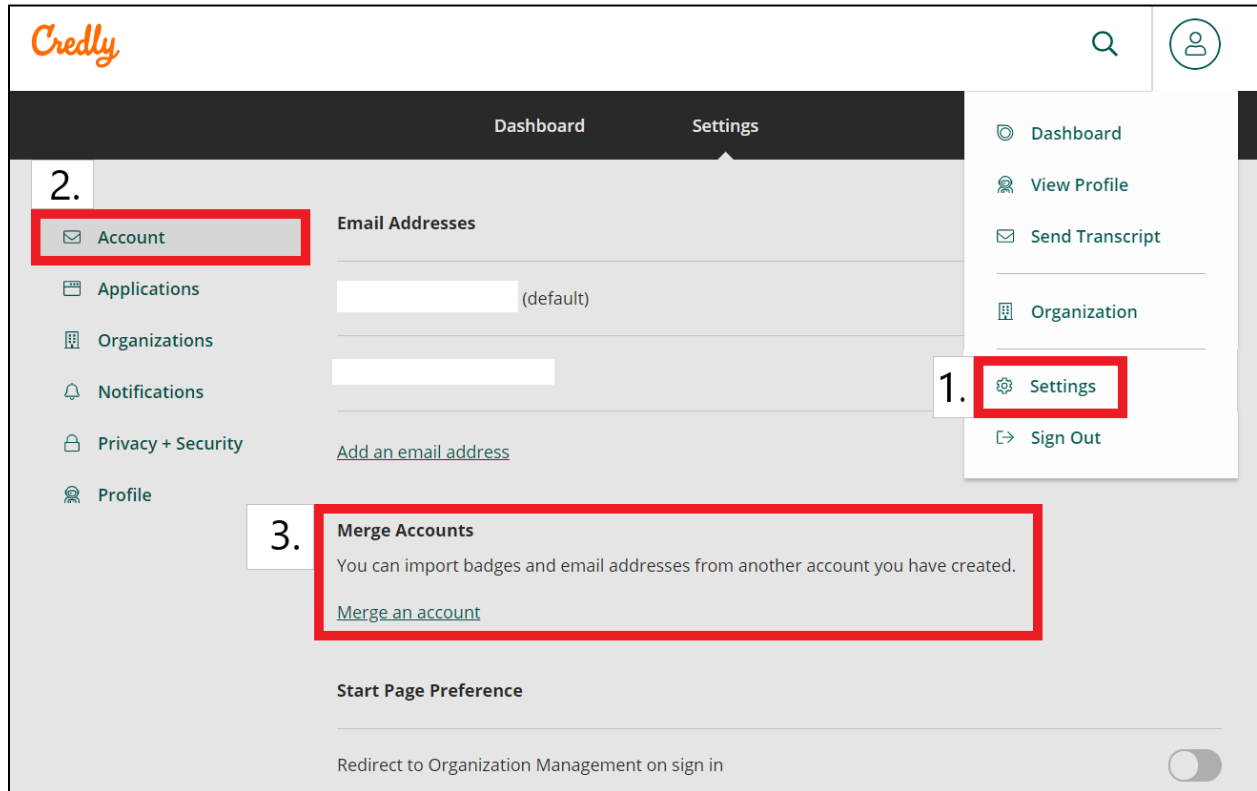 Credly
Dashboard Settings
Dashboard
View Profile
Send Transcript
Organization
1.
Settings
Sign Out
2.
Account
Applications
Organizations
Notifications
Privacy + Security
Profile
Email Addresses
(default)
Add an email address
3.
Merge Accounts
You can import badges and email addresses from another account you have created.
Merge an account
Start Page Preference
Redirect to Organization Management on sign in